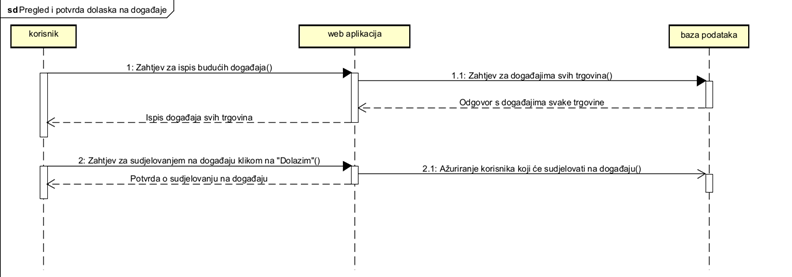 sd Pregled i potvrda dolaska na događaje
korisnik
web aplikacija
baza podataka
1: Zahtjev za ispis budućih događaja()
1.1: Zahtjev za događajima svih trgovina()
Odgovor s događajima svake trgovine
Ispis događaja svih trgovina
2: Zahtjev za sudjelovanjem na događaju klikom na "Dolazim"()
2.1: Ažuriranje korisnika koji će sudjelovati na događaju()
Potvrda o sudjelovanju na događaju